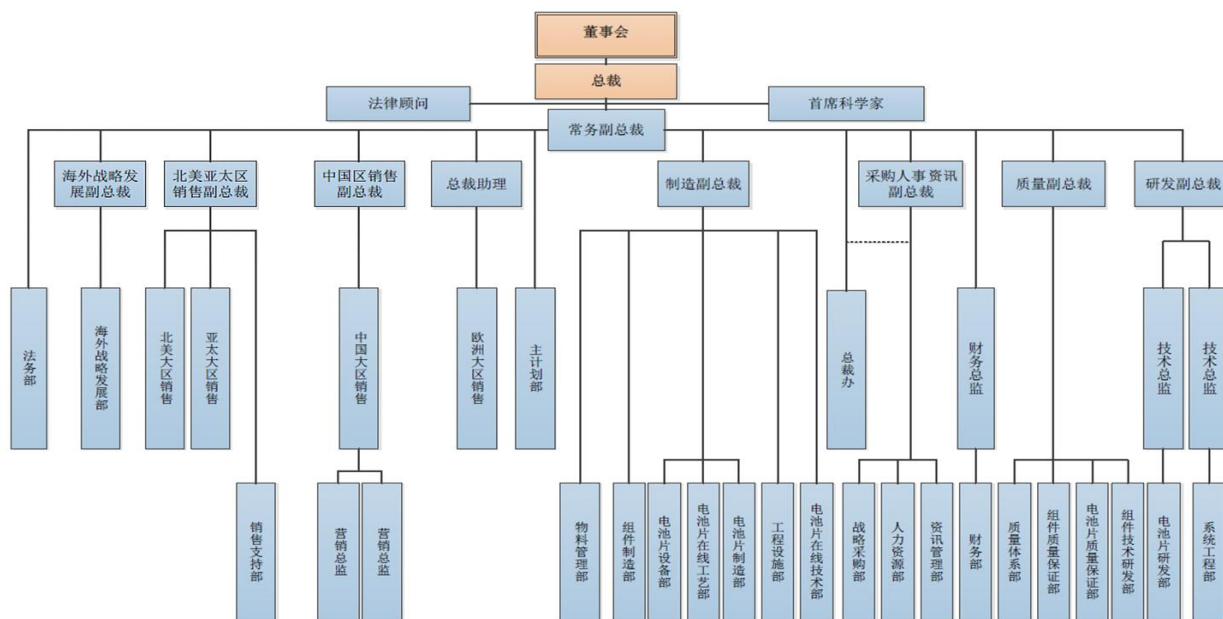 董事会
总裁
法律顾问
首席科学家
常务副总裁
海外战略发
展副总裁
北美亚太区
销售副总裁
中国区销售
副总裁
总裁助理
制造副总裁
采购人事资讯
副总裁
质量副总裁
研发副总裁
法务部
海外战略发展部
北美大区销售
亚太大区销售
中国大区销售
欧洲大区销售
主计划部
总裁办
财务总监
技术总监
技术总监
销售支持部
营销总监
营销总监
物料管理部
组件制造部
电池片设备部
电池片在线工艺部
电池片制造部
工程设施部
电池片在线技术部
战略采购部
人力资源部
资讯管理部
财务部
质量体系部
组件质量保证部
电池片质量保证部
组件技术研发部
电池片研发部
系统工程部